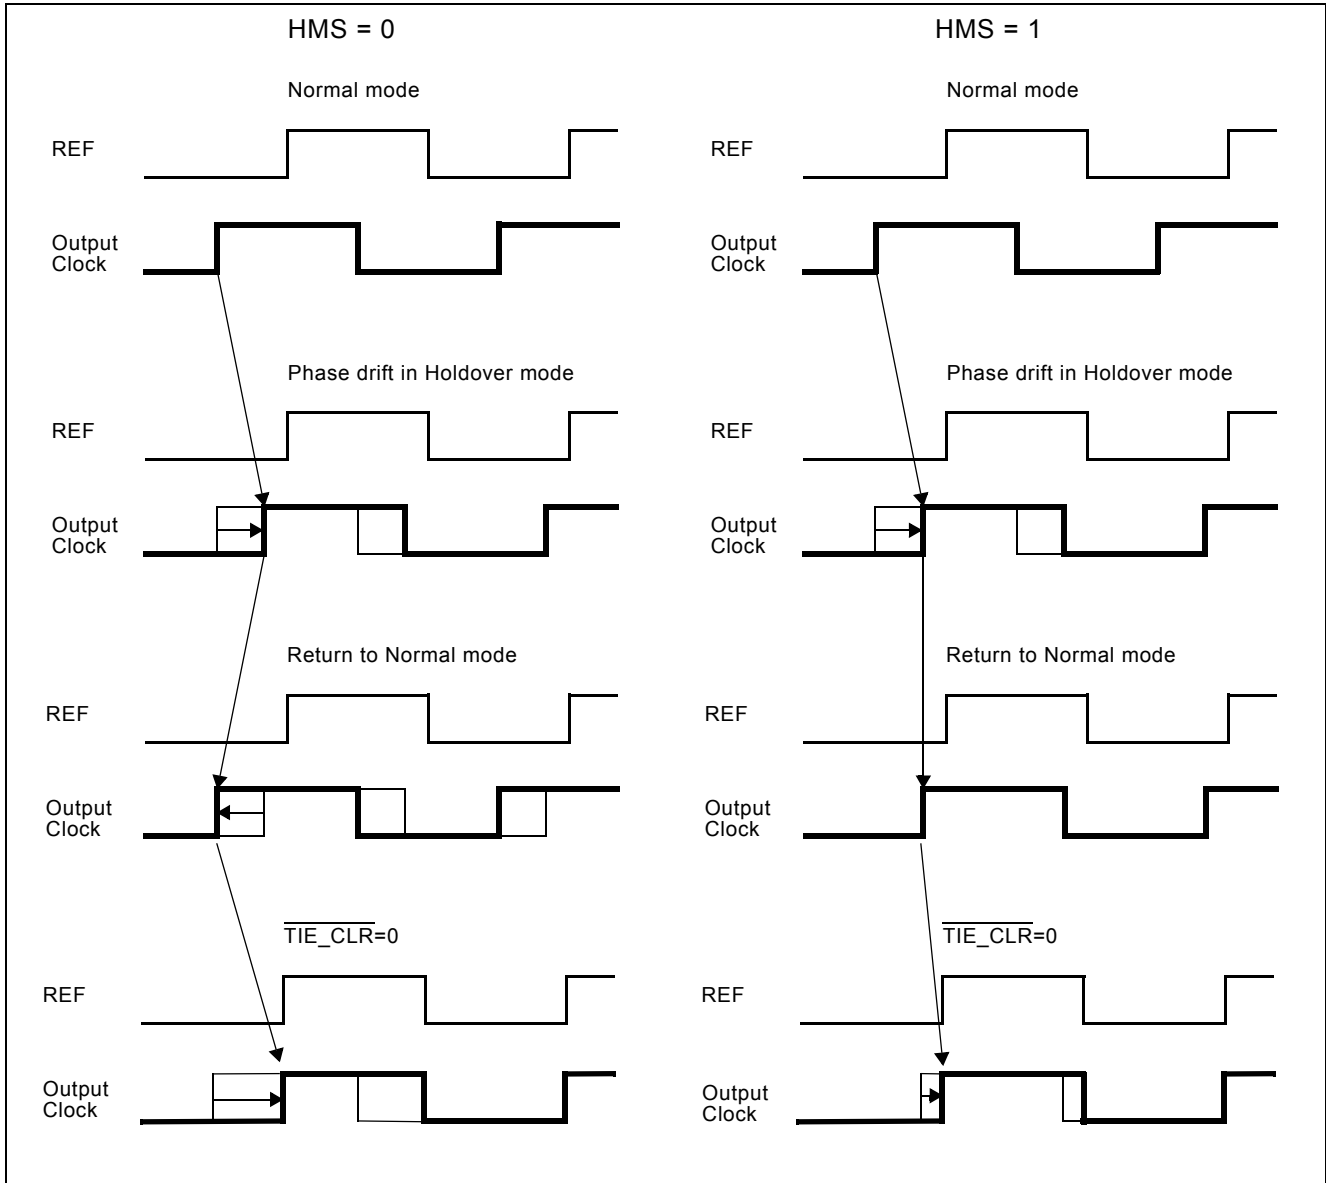 HMS = 0
Normal mode
REF
Output
Clock
Phase drift in Holdover mode
REF
Output
Clock
Return to Normal mode
REF
Output
Clock
TIE_CLR=0
REF
Output
Clock
HMS = 1
Normal mode
REF
Output
Clock
Phase drift in Holdover mode
REF
Output
Clock
Return to Normal mode
REF
Output
Clock
TIE_CLR=0
REF
Output
Clock